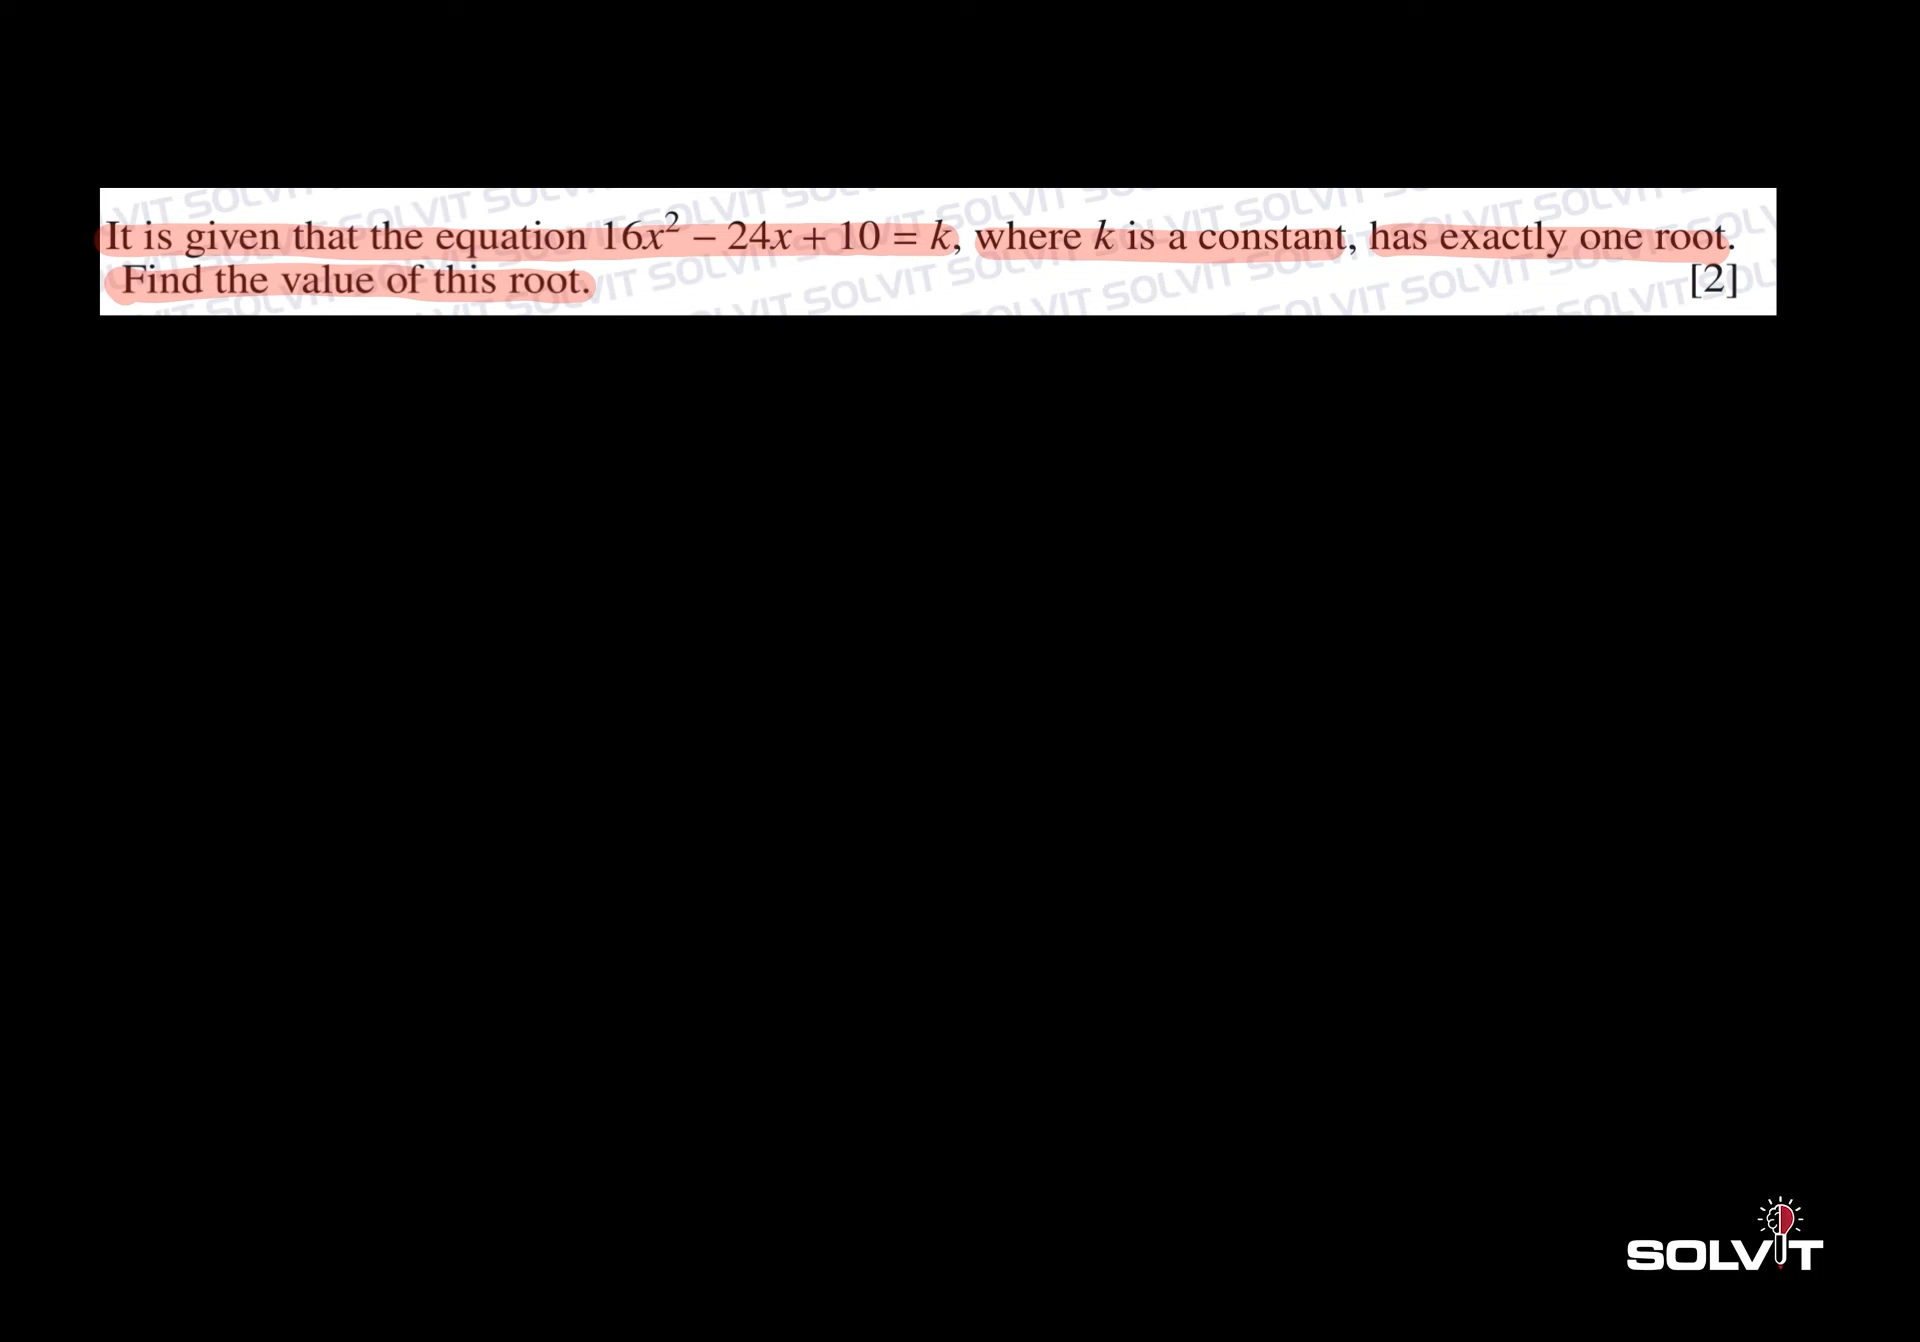 It is given that the equation 16x² − 24x + 10 = k, where k is a constant, has exactly one root.
Find the value of this root. [2]
SOLVIT